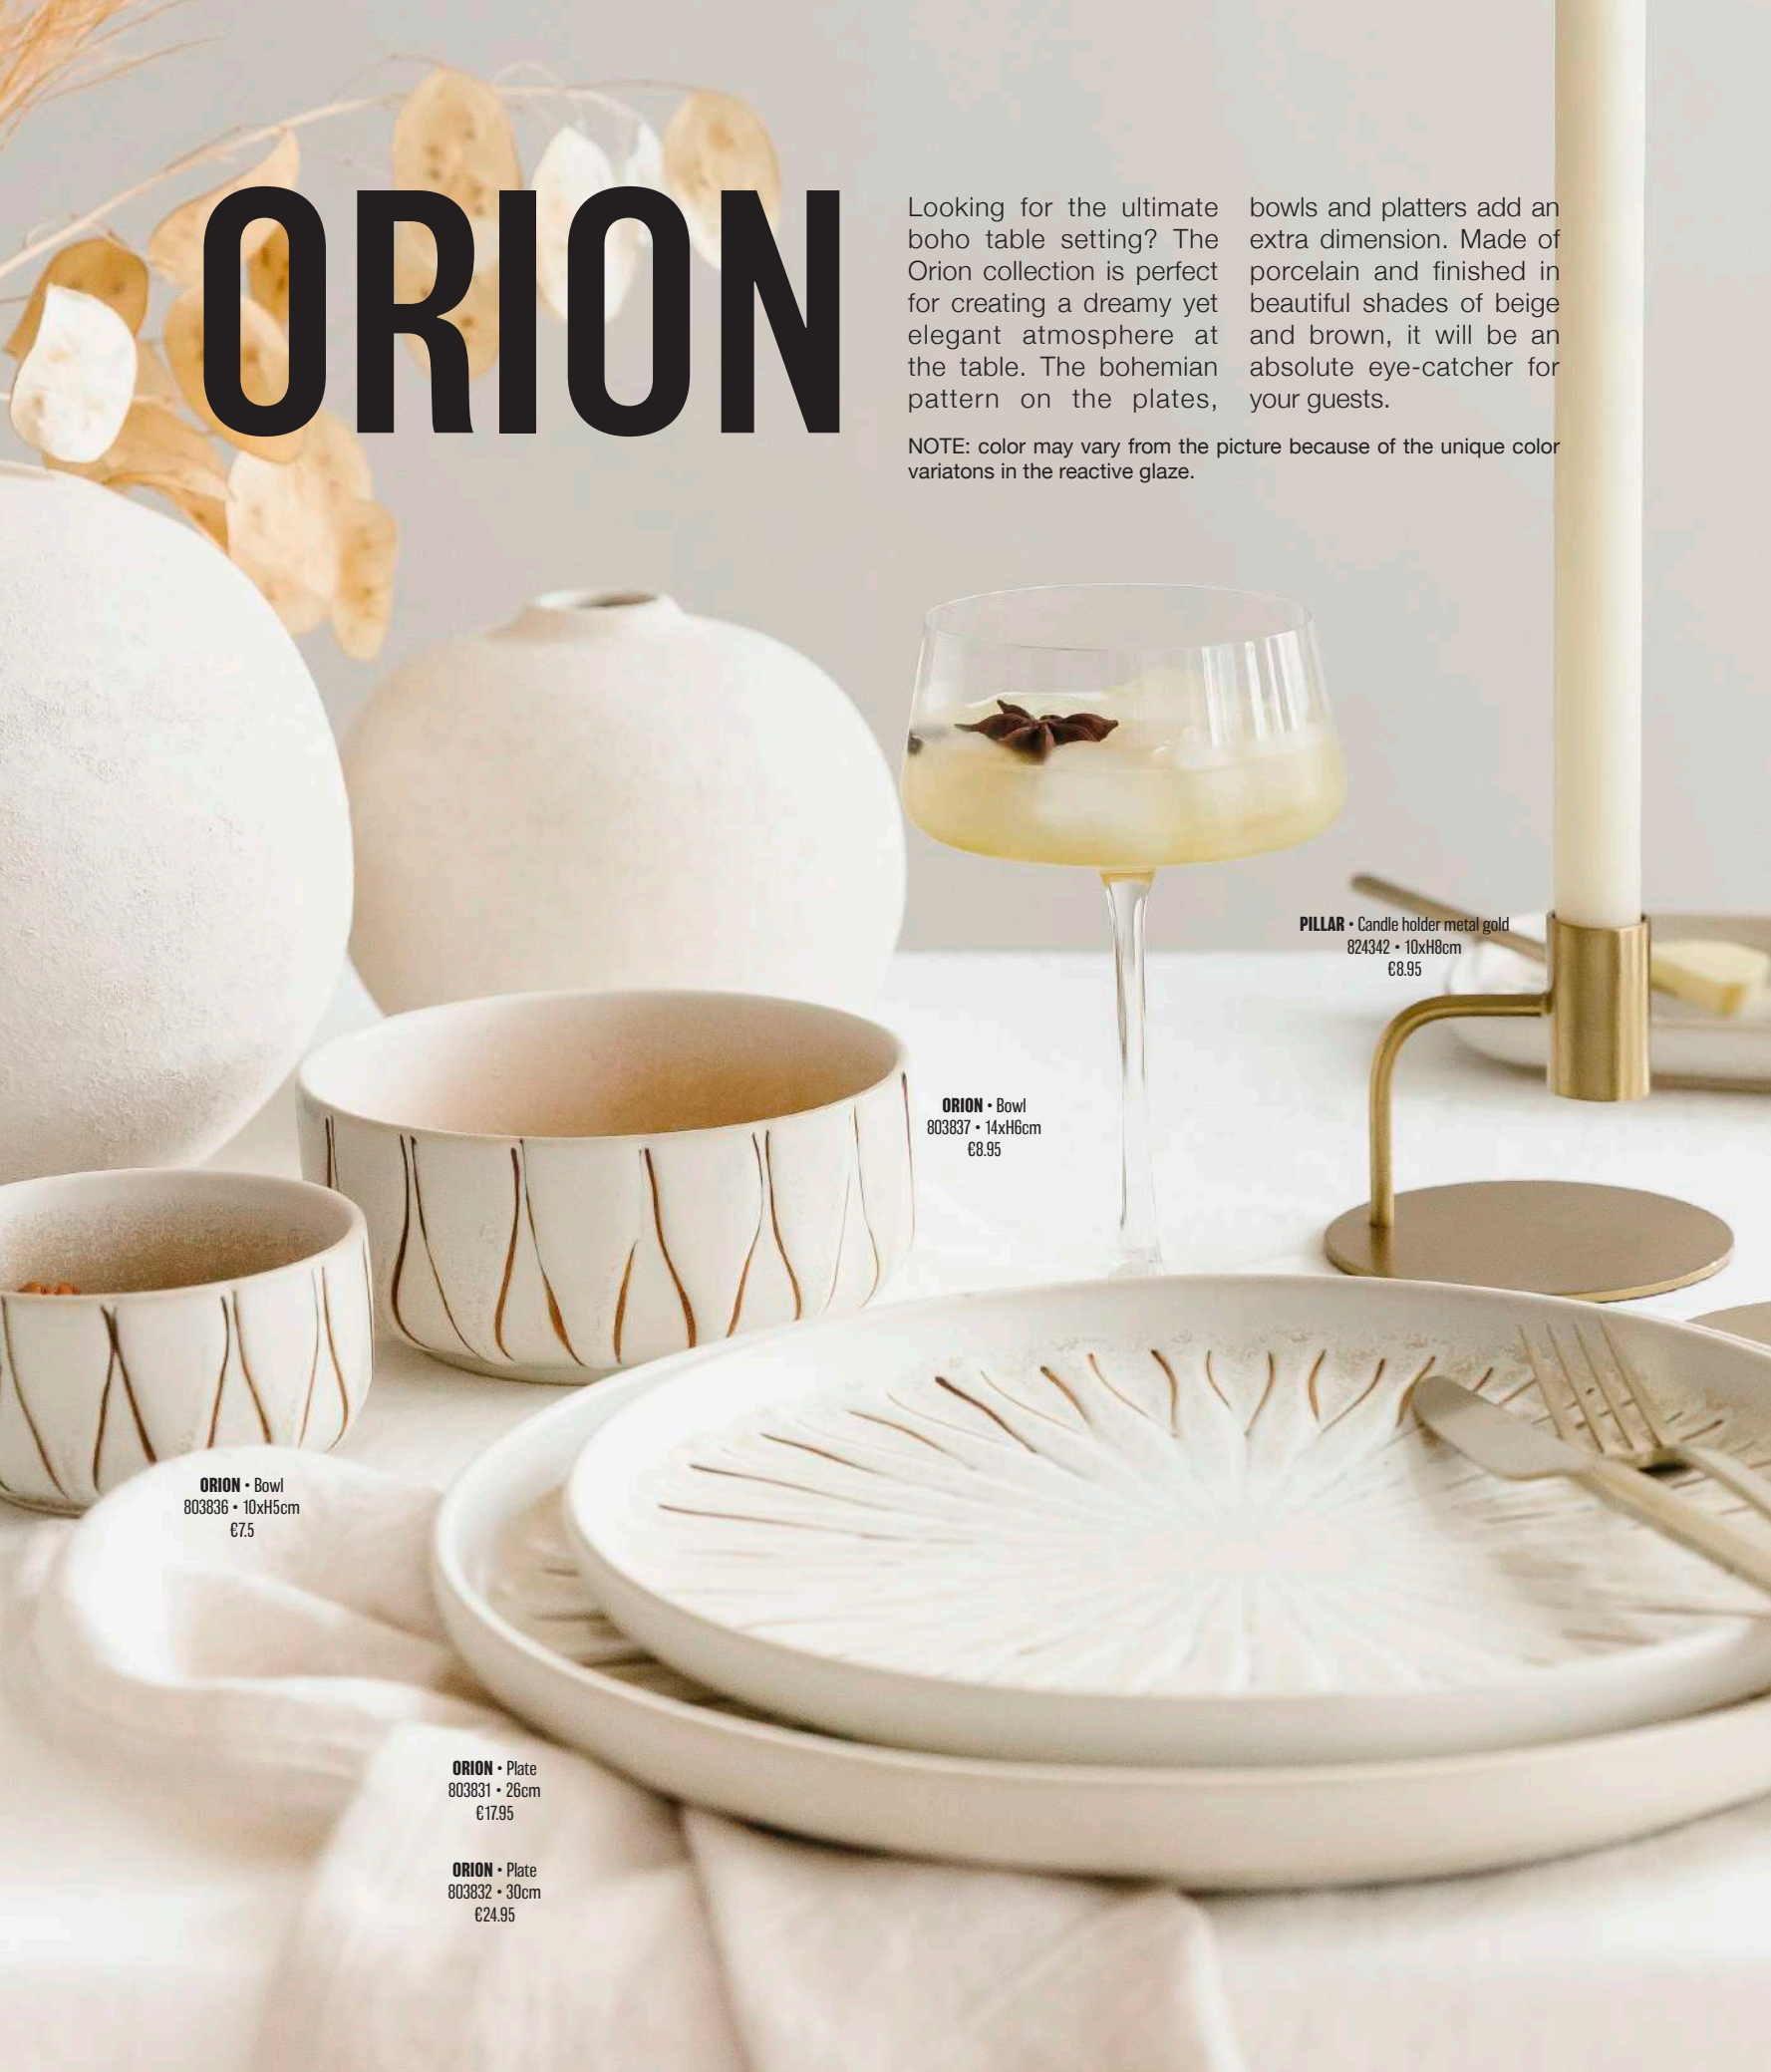 ORION
Looking for the ultimate
boho table setting? The
Orion collection is perfect
for creating a dreamy yet
elegant atmosphere at
the table. The bohemian
pattern on the plates,
bowls and platters add an
extra dimension. Made of
porcelain and finished in
beautiful shades of beige
and brown, it will be an
absolute eye-catcher for
your guests.
NOTE: color may vary from the picture because of the unique color
variatons in the reactive glaze.
PILLAR • Candle holder metal gold
824342 • 10xH8cm
€8.95
ORION • Bowl
803837 • 14xH6cm
€8.95
ORION • Bowl
803836 • 10xH5cm
€7.5
ORION • Plate
803831 • 26cm
€17.95
ORION • Plate
803832 • 30cm
€24.95